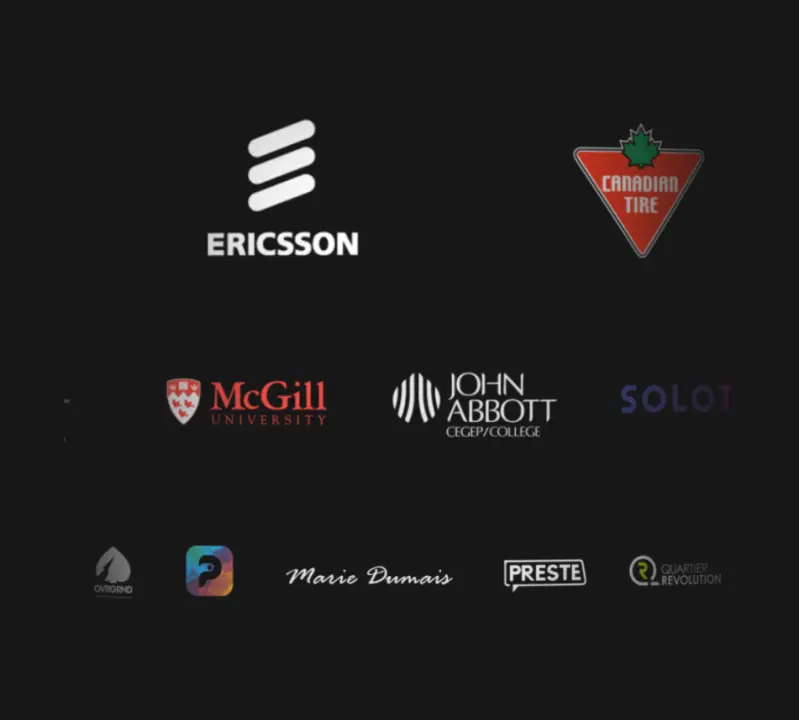 ERICSSON
CANADIAN
TIRE
McGill
UNIVERSITY
JOHN
ABBOTT
CEGEP/COLLEGE
SOLOT
P
Marie Dumais
PRESTE
QUARTIER
REVOLUTION